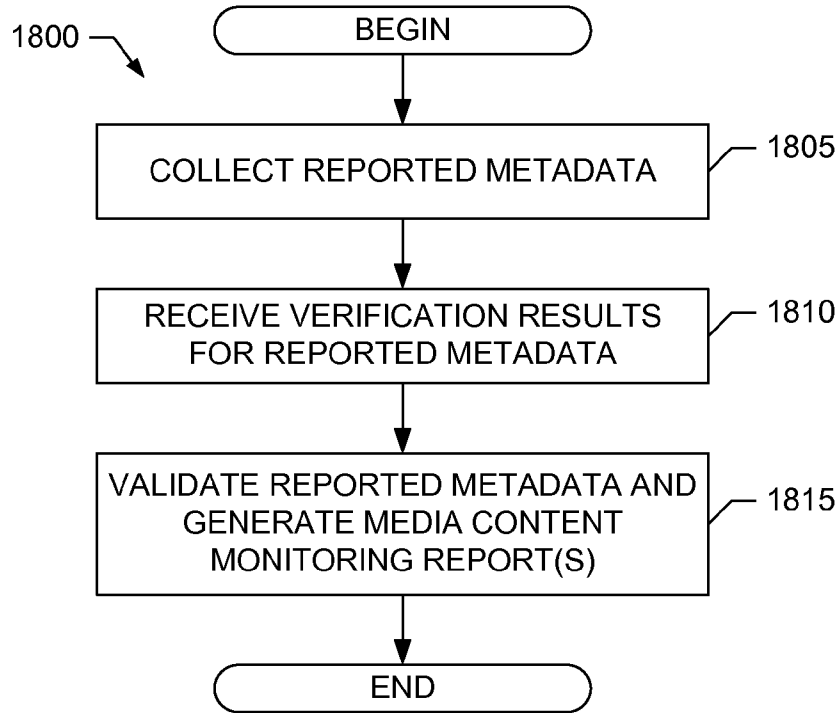 1800
BEGIN
COLLECT REPORTED METADATA
1805
RECEIVE VERIFICATION RESULTS
FOR REPORTED METADATA
1810
VALIDATE REPORTED METADATA AND
GENERATE MEDIA CONTENT
MONITORING REPORT(S)
1815
END